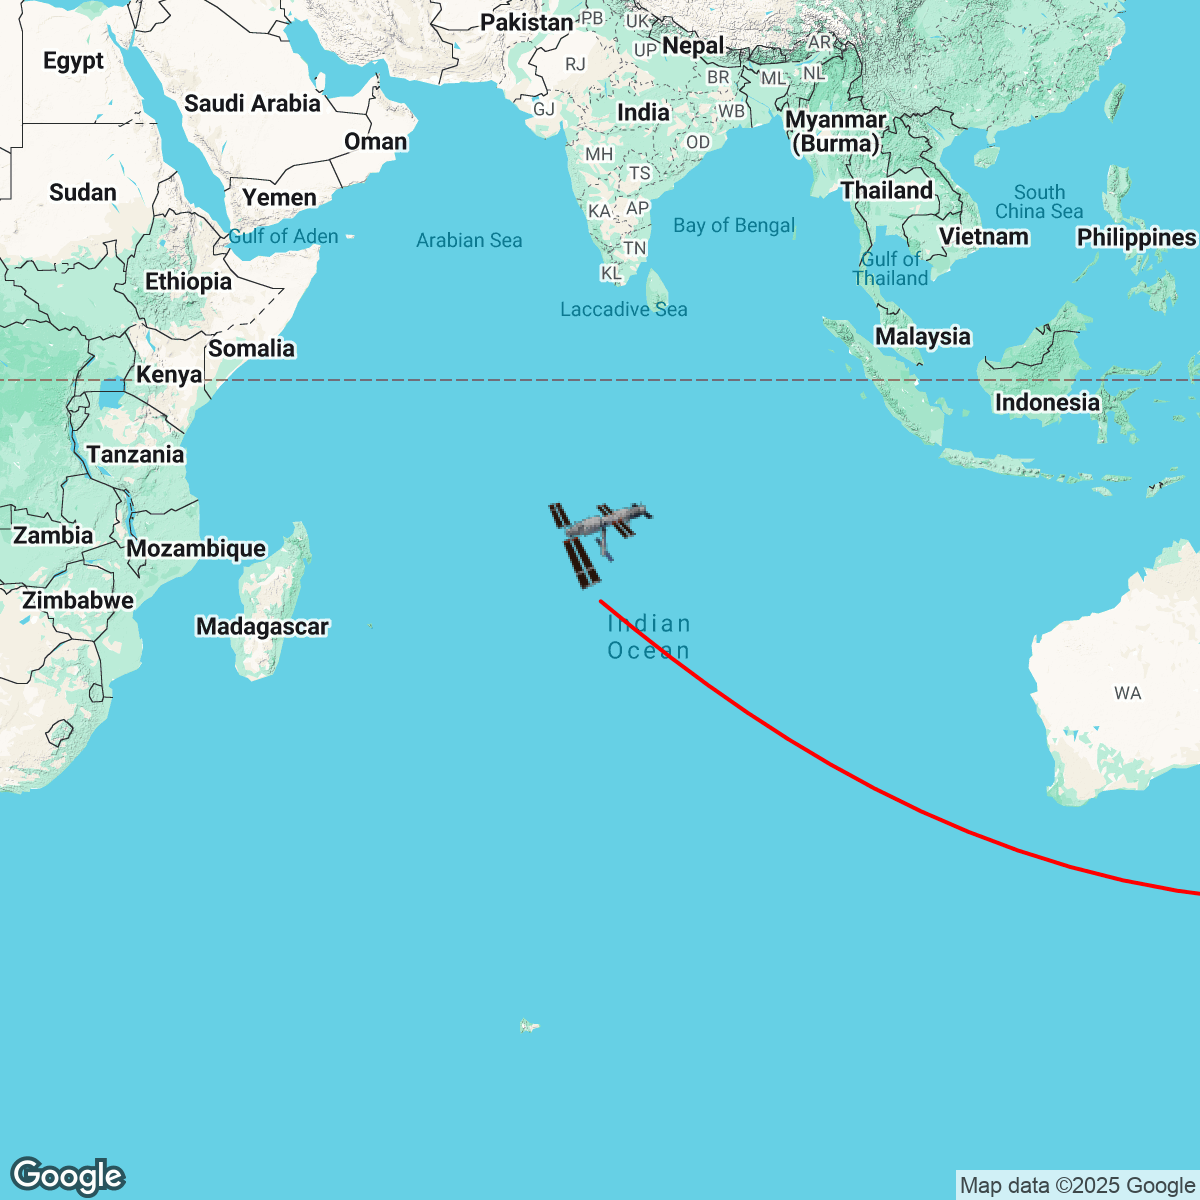 Pakistan
PB
UK
Egypt
UP
Nepal
AR
RJ
BR
ML
NL
Saudi Arabia
GJ
India
WB
Myanmar
(Burma)
Oman
MH
OD
TS
Sudan
Yemen
Thailand
South
China Sea
KA
AP
Gulf of Aden
Arabian Sea
Bay of Bengal
Vietnam
Philippines
TN
Gulf of
Thailand
Ethiopia
KL
Laccadive Sea
Malaysia
Somalia
Kenya
Indonesia
Tanzania
Zambia
Mozambique
Zimbabwe
Madagascar
Indian
Ocean
WA
Google
Map data ©2025 Google